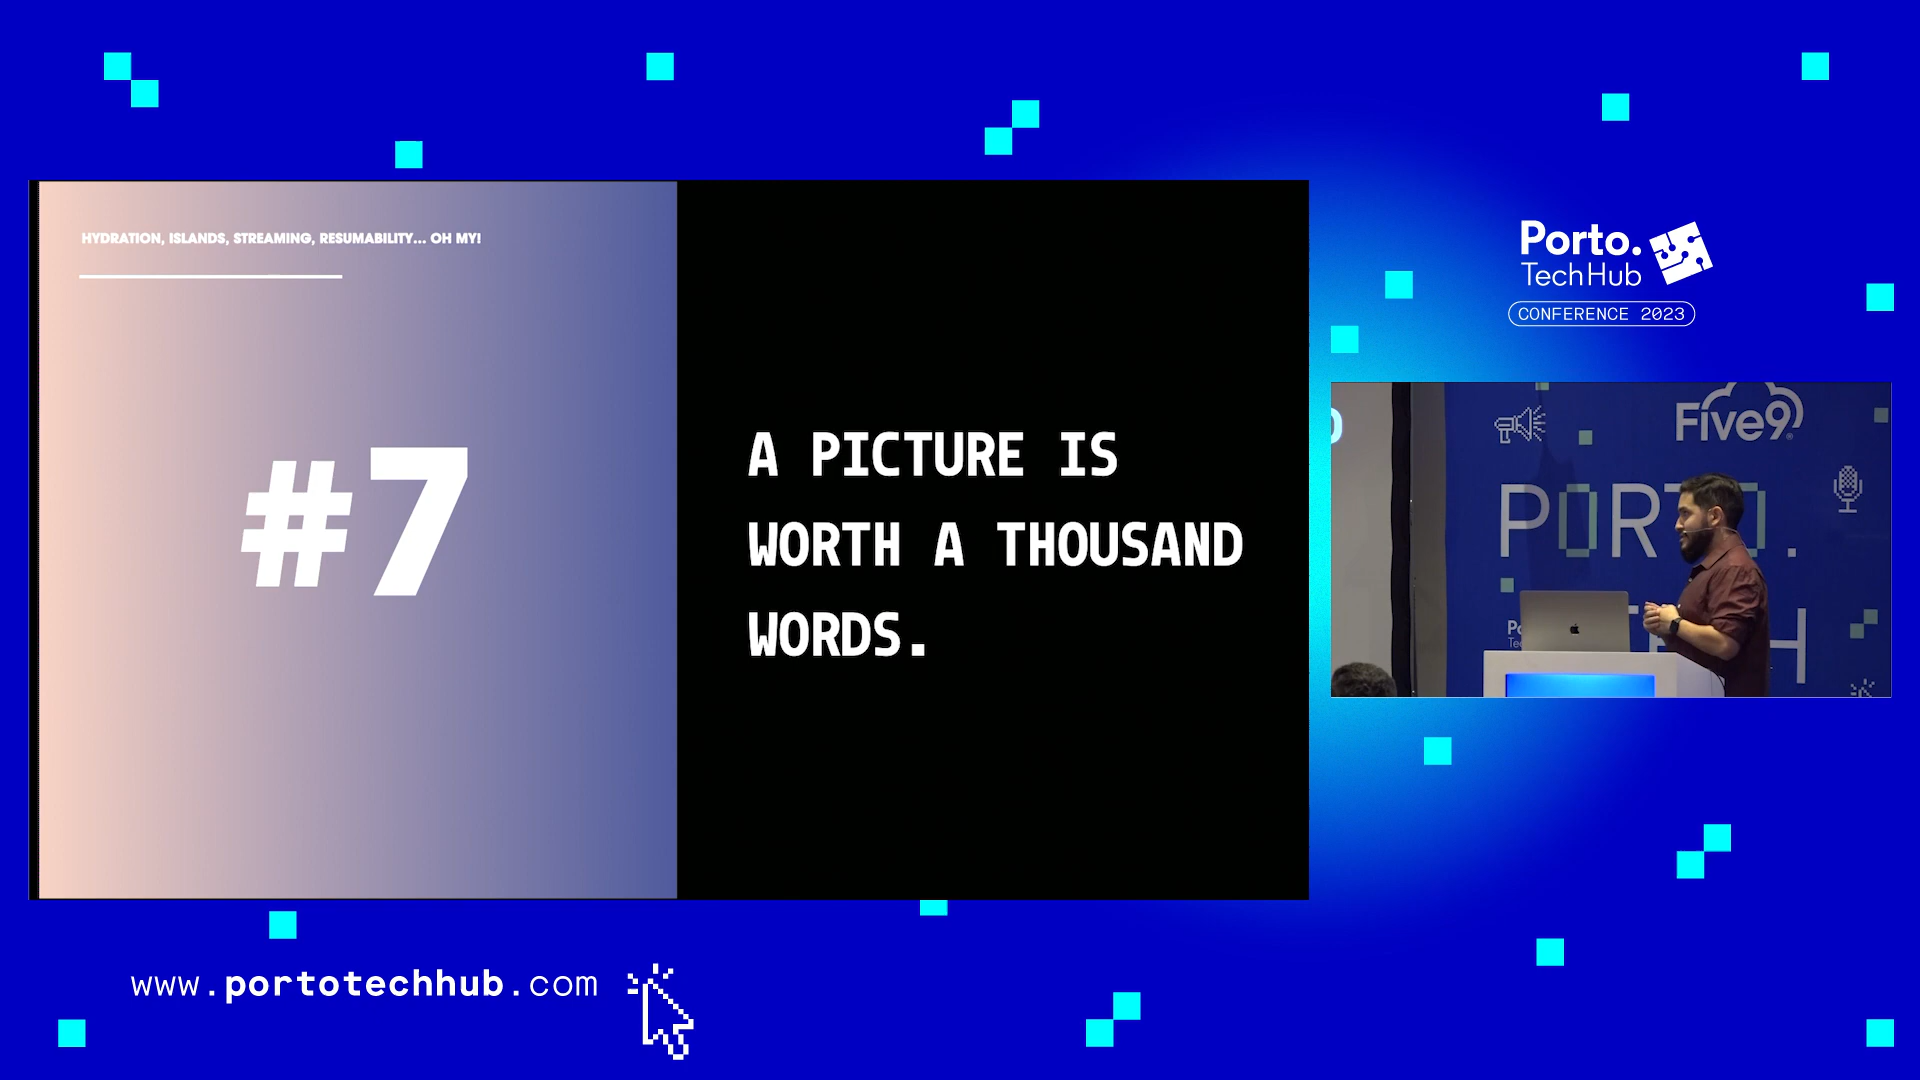 HYDRATION, ISLANDS, STREAMING, RESUMABILITY... OH MY!
#7
A PICTURE IS
WORTH A THOUSAND
WORDS.
Porto.
TechHub
CONFERENCE 2023
Five9
PORTO.
www.portotechhub.com